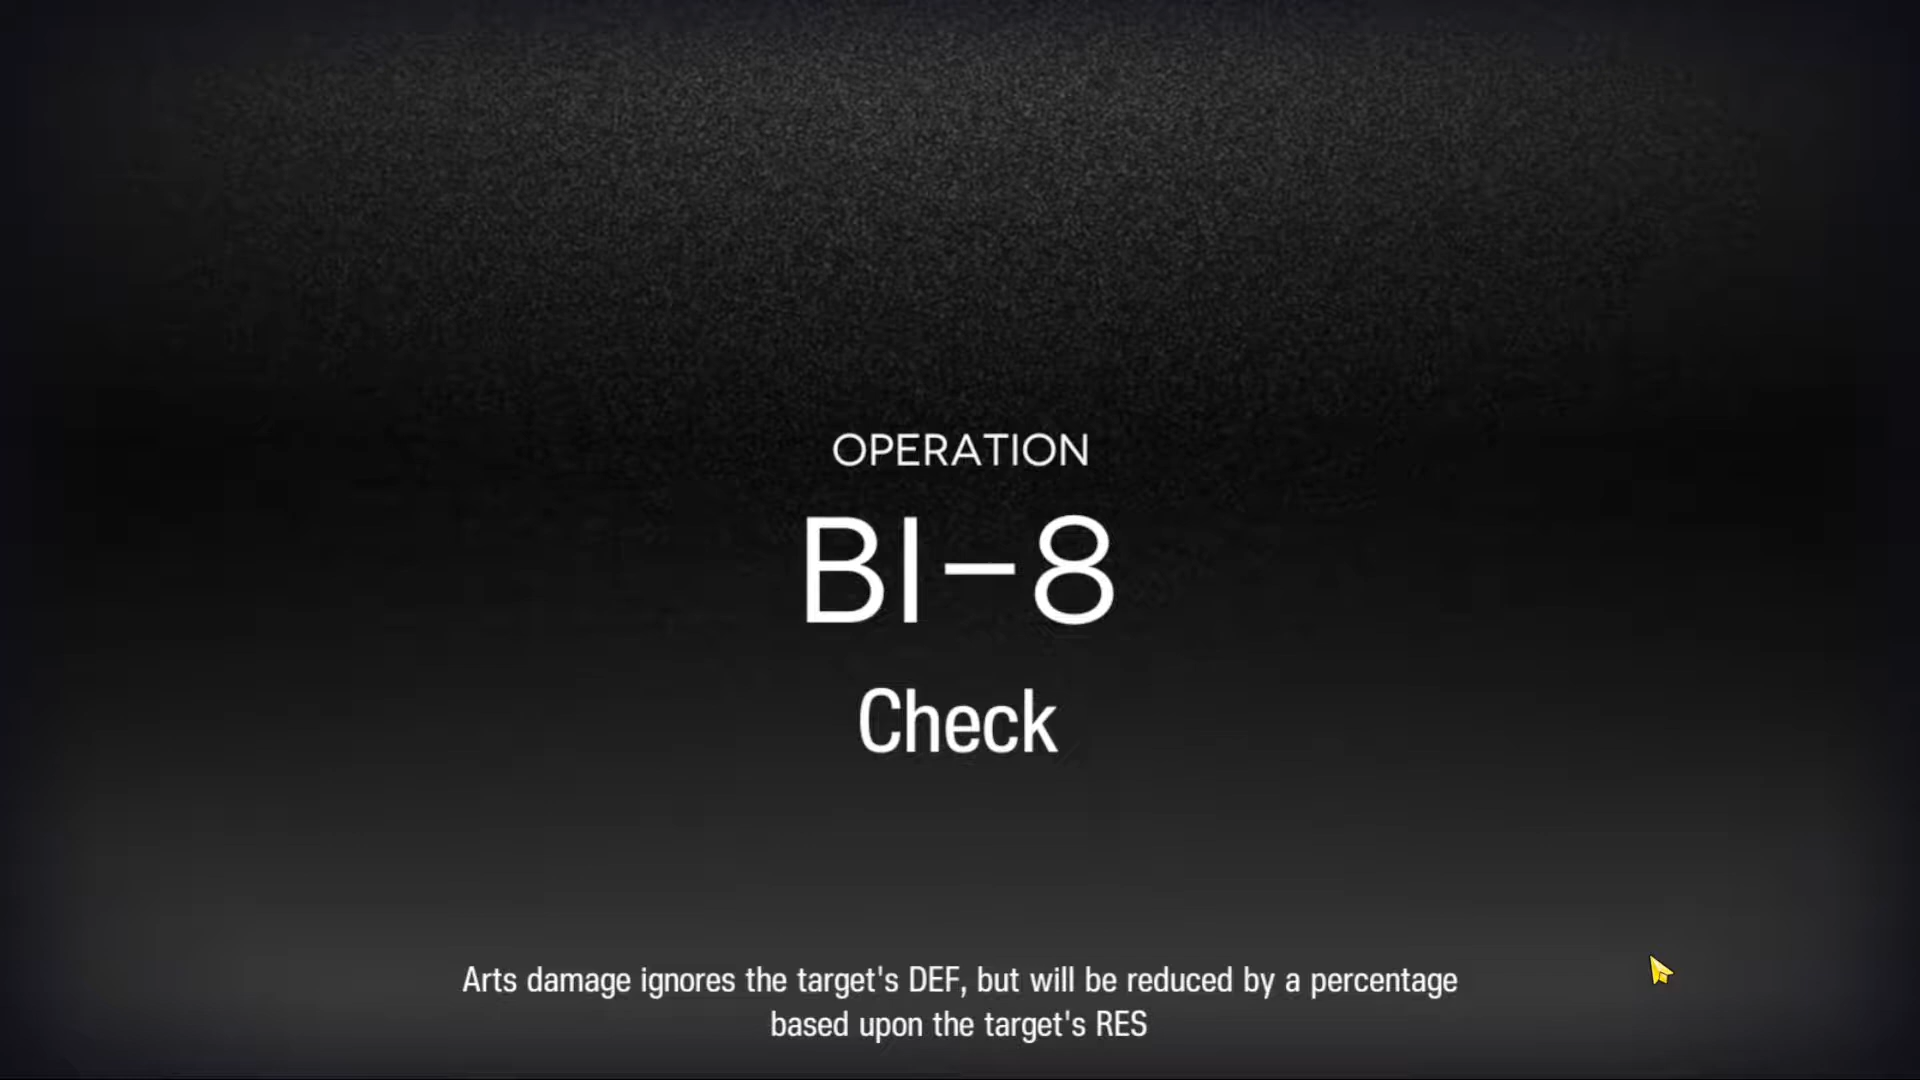 OPERATION
BI-8
Check
Arts damage ignores the target's DEF, but will be reduced by a percentage
based upon the target's RES